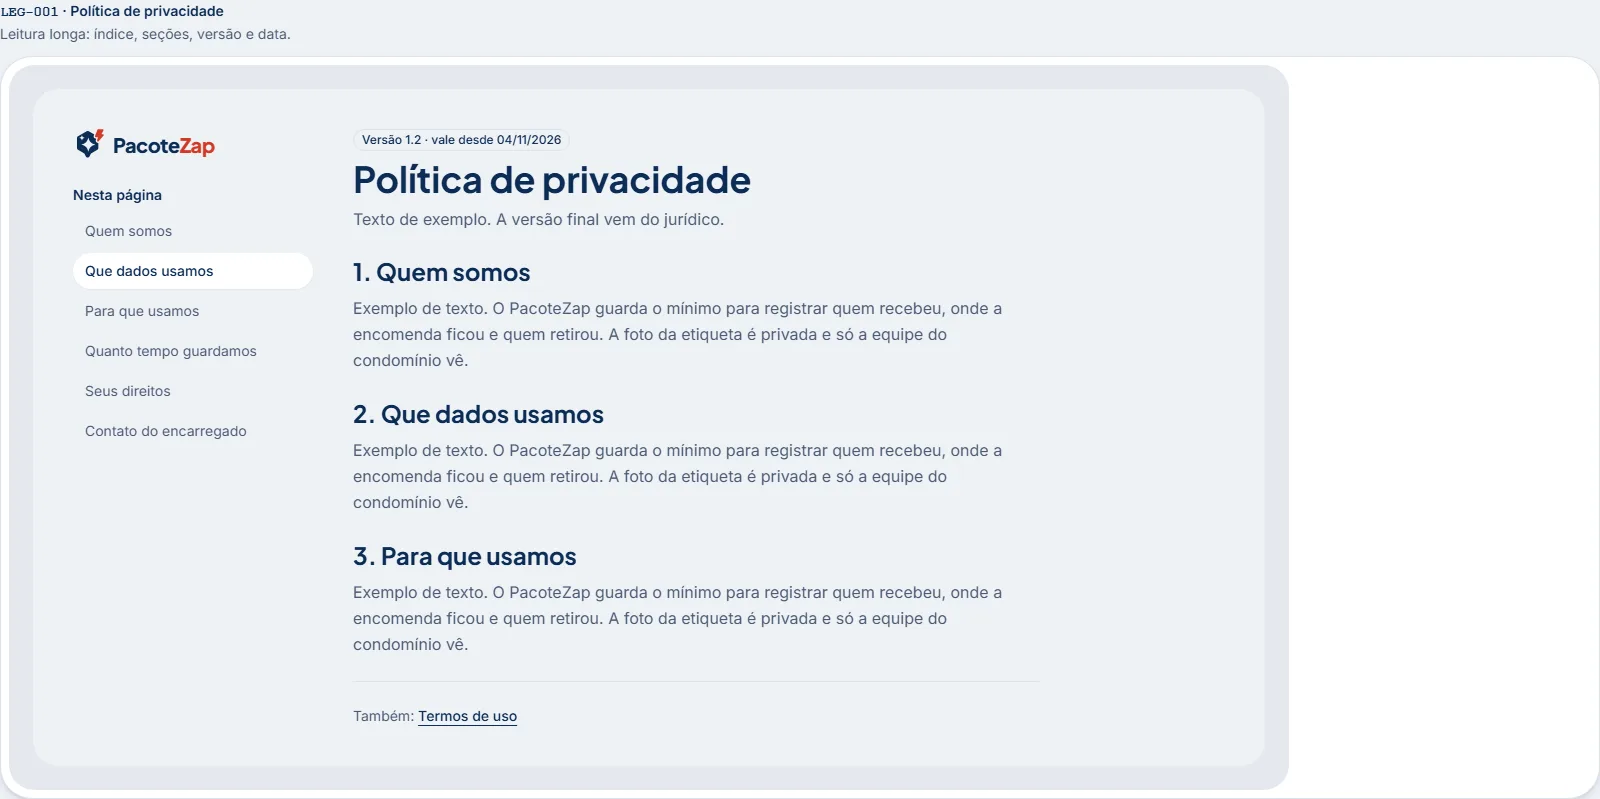 LEG-001 · Política de privacidade
Leitura longa: índice, seções, versão e data.
PacoteZap
Nesta página
Quem somos
Que dados usamos
Para que usamos
Quanto tempo guardamos
Seus direitos
Contato do encarregado
Versão 1.2 · vale desde 04/11/2026
Política de privacidade
Texto de exemplo. A versão final vem do jurídico.
1. Quem somos
Exemplo de texto. O PacoteZap guarda o mínimo para registrar quem recebeu, onde a
encomenda ficou e quem retirou. A foto da etiqueta é privada e só a equipe do
condomínio vê.
2. Que dados usamos
Exemplo de texto. O PacoteZap guarda o mínimo para registrar quem recebeu, onde a
encomenda ficou e quem retirou. A foto da etiqueta é privada e só a equipe do
condomínio vê.
3. Para que usamos
Exemplo de texto. O PacoteZap guarda o mínimo para registrar quem recebeu, onde a
encomenda ficou e quem retirou. A foto da etiqueta é privada e só a equipe do
condomínio vê.
Também: Termos de uso